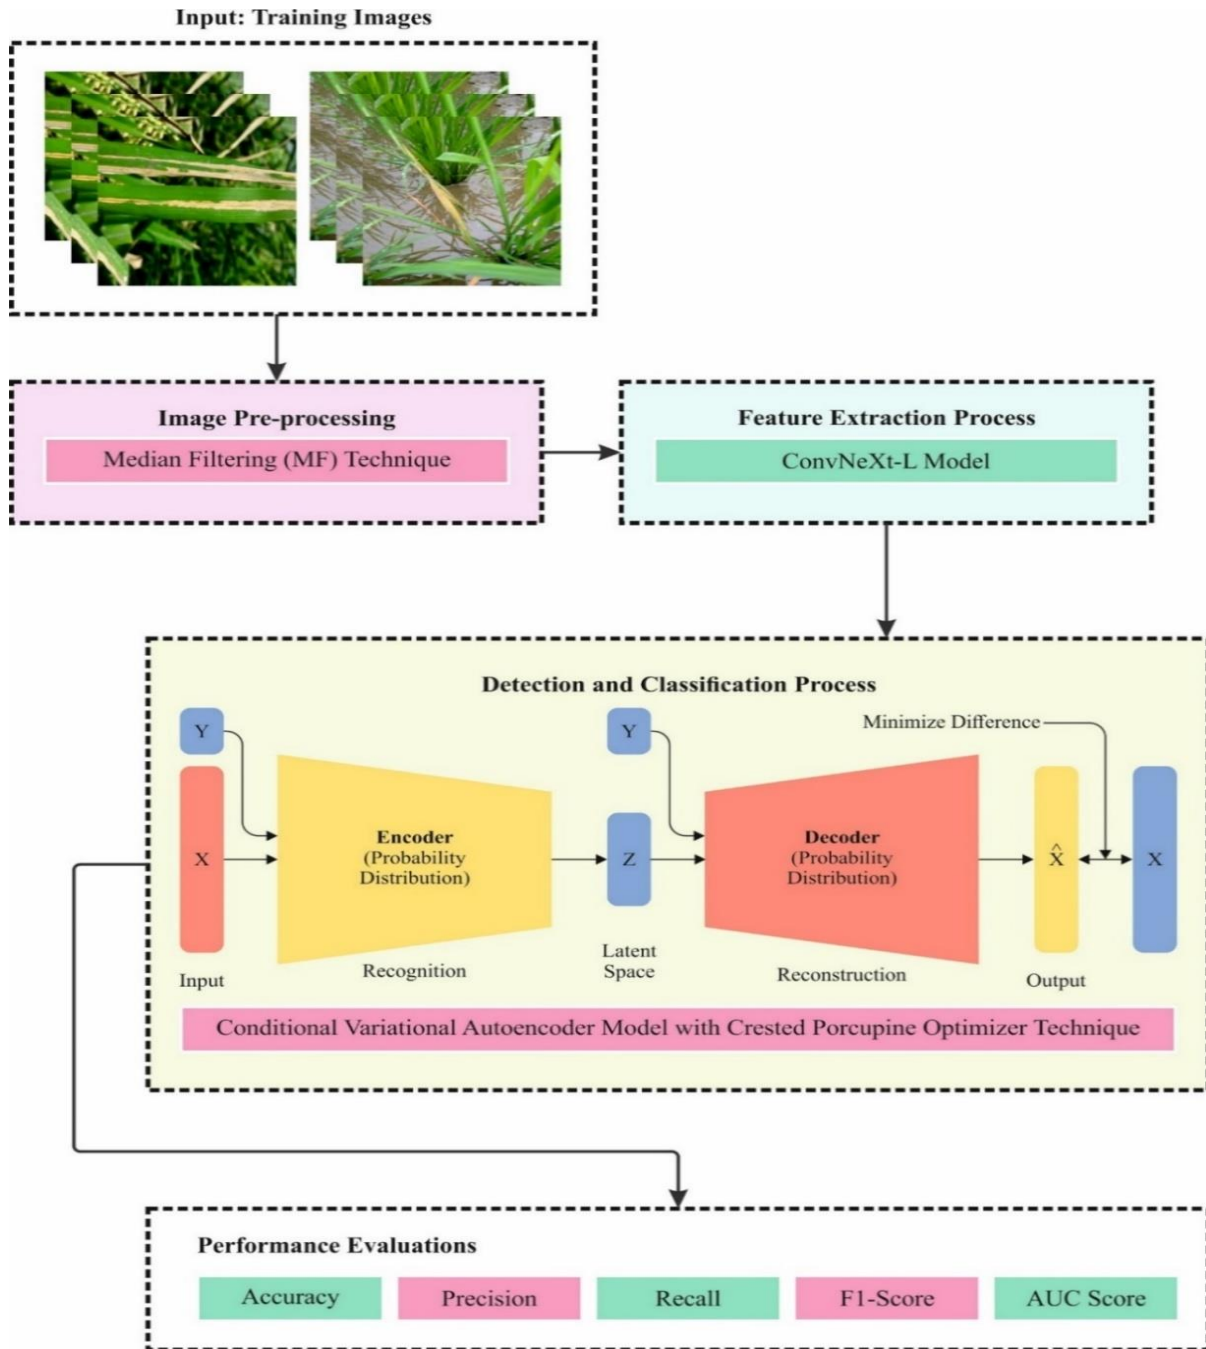 Input: Training Images
Image Pre-processing
Median Filtering (MF) Technique
Feature Extraction Process
ConvNeXt-L Model
Detection and Classification Process
Y
Y
Minimize Difference
X
Encoder
(Probability
Distribution)
Z
Decoder
(Probability
Distribution)
X̂
X
Input
Recognition
Latent
Space
Reconstruction
Output
Conditional Variational Autoencoder Model with Crested Porcupine Optimizer Technique
Performance Evaluations
Accuracy
Precision
Recall
F1-Score
AUC Score